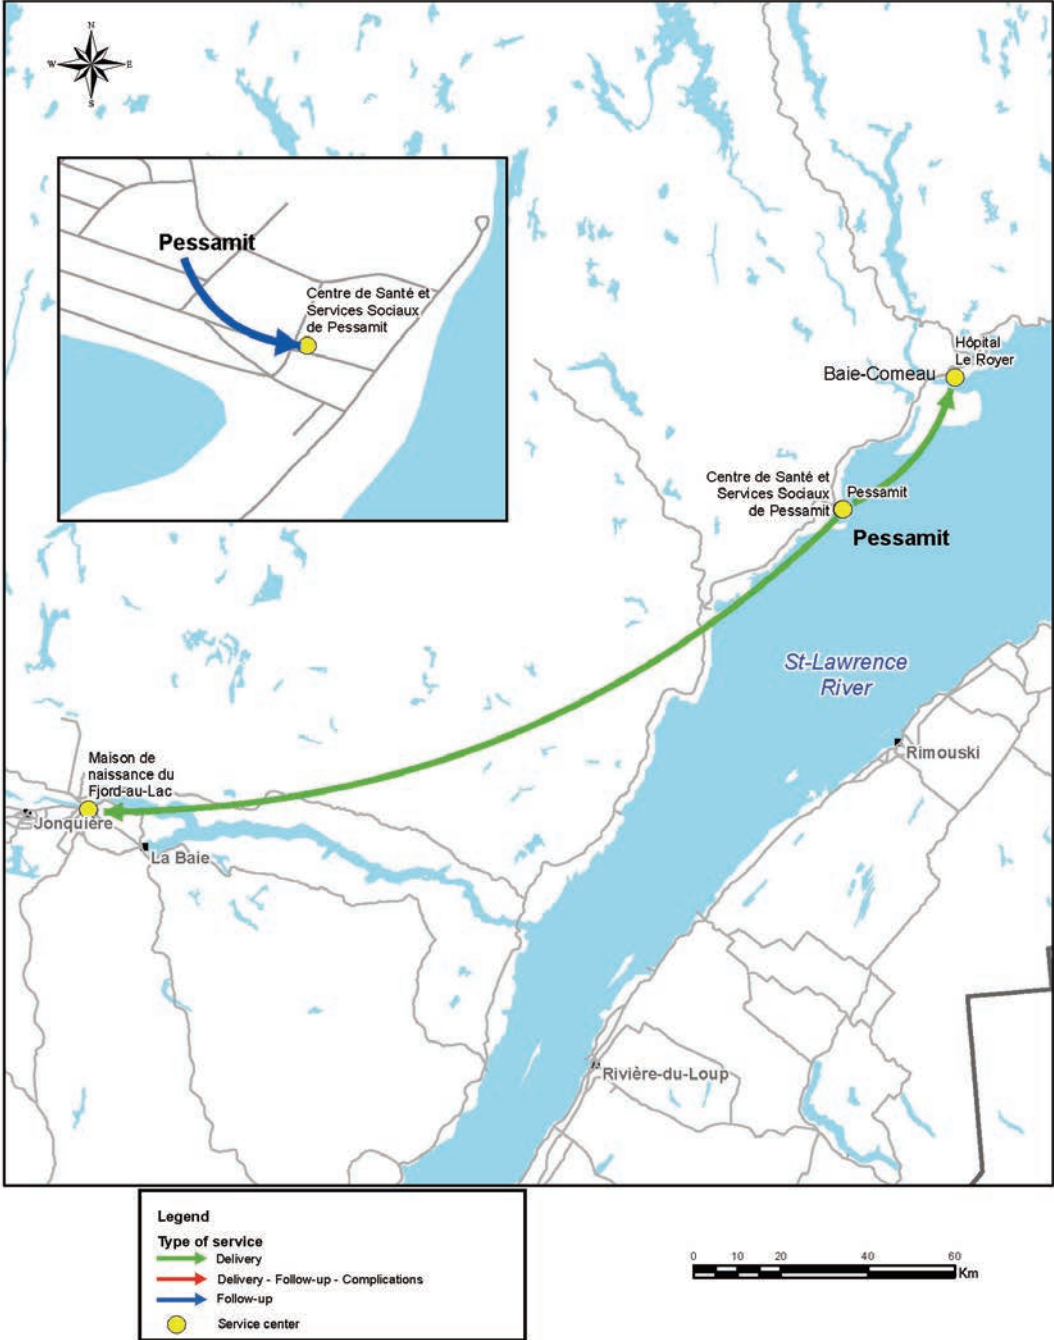 N
W E
S
Pessamit
Centre de Santé et
Services Sociaux
de Pessamit
Hôpital
Le Royer
Baie-Comeau
Centre de Santé et
Services Sociaux
de Pessamit
Pessamit
Pessamit
St-Lawrence
River
Rimouski
Maison de
naissance du
Fjord-au-Lac
Jonquière
La Baie
Rivière-du-Loup
Legend
Type of service
Delivery
Delivery - Follow-up - Complications
Follow-up
Service center
0 10 20 40 60
Km